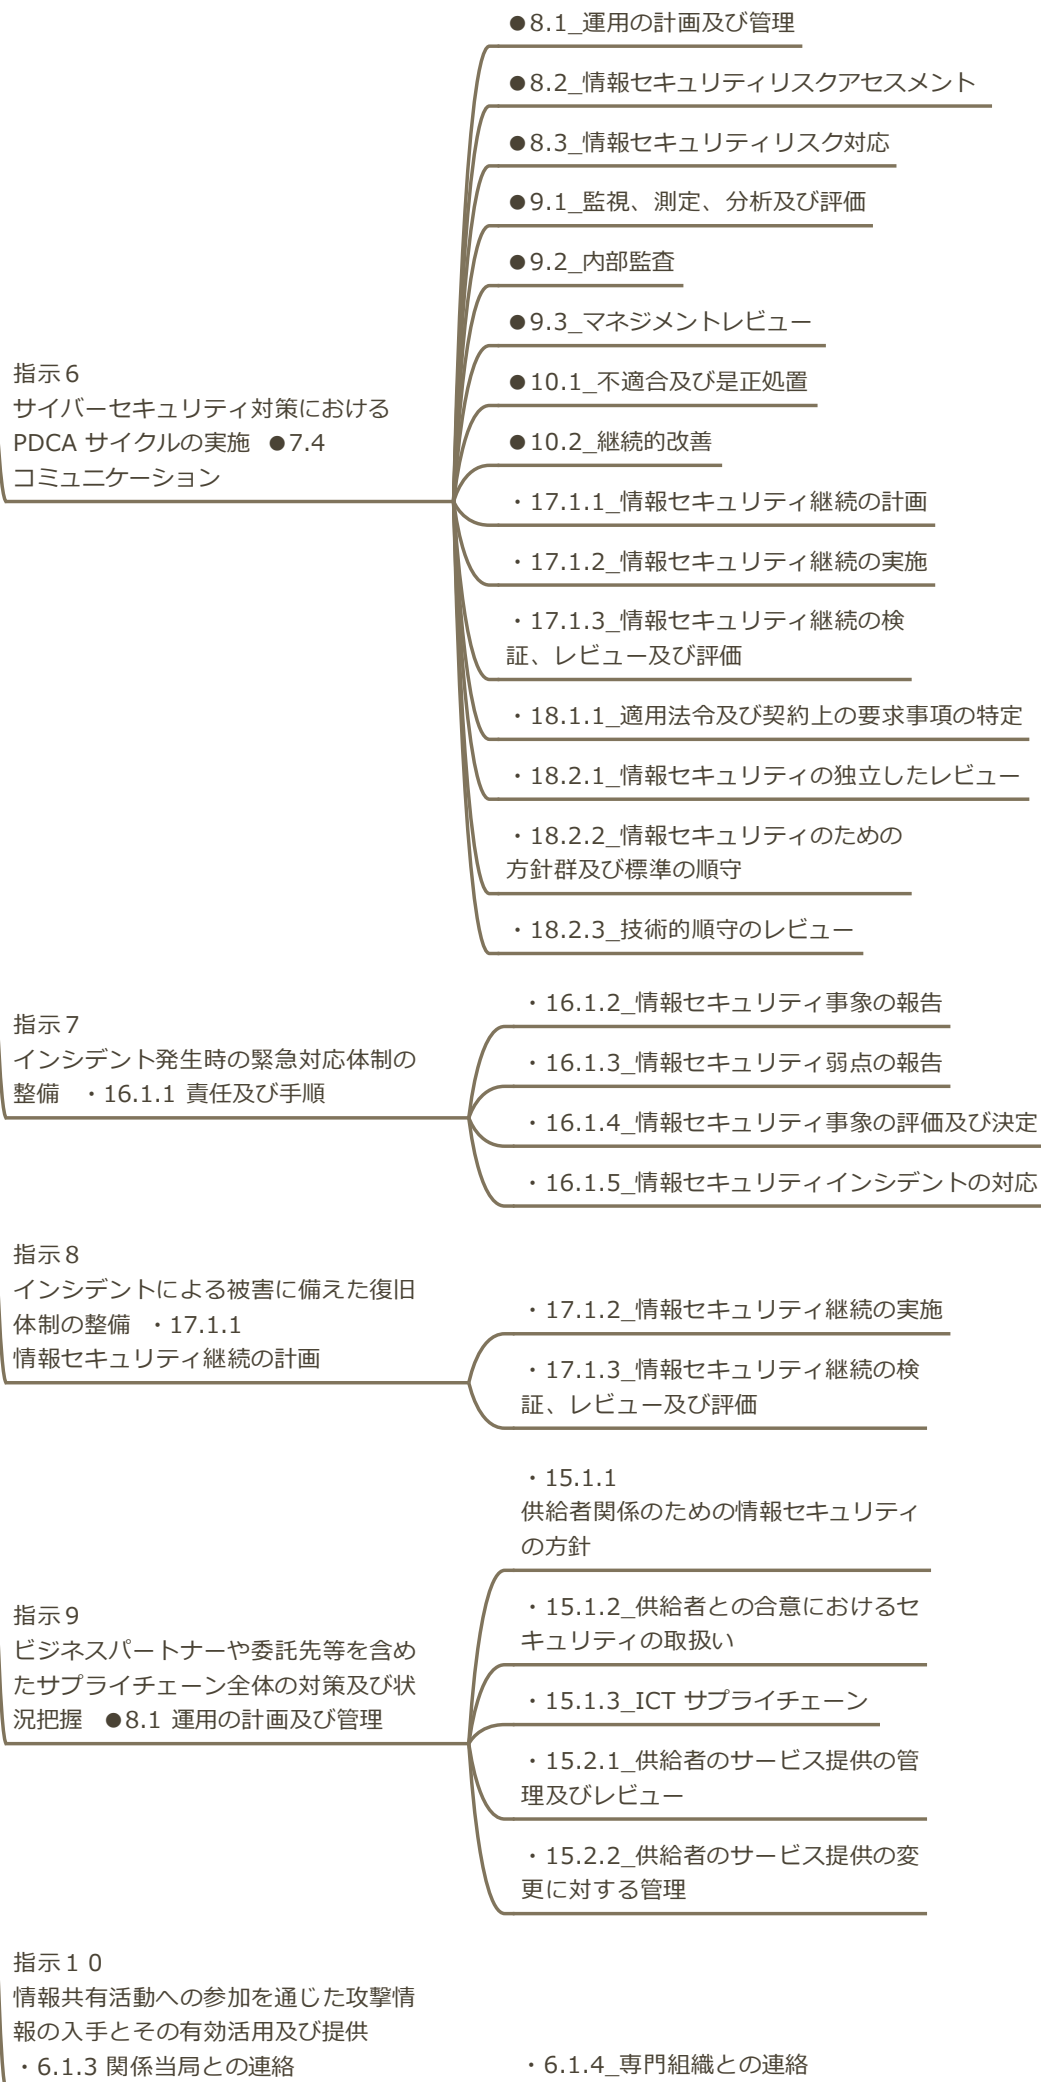 指示６
サイバーセキュリティ対策における
PDCA サイクルの実施　●7.4
コミュニケーション
●8.1_運用の計画及び管理
●8.2_情報セキュリティリスクアセスメント
●8.3_情報セキュリティリスク対応
●9.1_監視、測定、分析及び評価
●9.2_内部監査
●9.3_マネジメントレビュー
●10.1_不適合及び是正処置
●10.2_継続的改善
・17.1.1_情報セキュリティ継続の計画
・17.1.2_情報セキュリティ継続の実施
・17.1.3_情報セキュリティ継続の検
証、レビュー及び評価
・18.1.1_適用法令及び契約上の要求事項の特定
・18.2.1_情報セキュリティの独立したレビュー
・18.2.2_情報セキュリティのための
方針群及び標準の順守
・18.2.3_技術的順守のレビュー
指示７
インシデント発生時の緊急対応体制の
整備　・16.1.1 責任及び手順
・16.1.2_情報セキュリティ事象の報告
・16.1.3_情報セキュリティ弱点の報告
・16.1.4_情報セキュリティ事象の評価及び決定
・16.1.5_情報セキュリティインシデントの対応
指示８
インシデントによる被害に備えた復旧
体制の整備　・17.1.1
情報セキュリティ継続の計画
・17.1.2_情報セキュリティ継続の実施
・17.1.3_情報セキュリティ継続の検
証、レビュー及び評価
指示９
ビジネスパートナーや委託先等を含め
たサプライチェーン全体の対策及び状
況把握　●8.1 運用の計画及び管理
・15.1.1
供給者関係のための情報セキュリティ
の方針
・15.1.2_供給者との合意におけるセ
キュリティの取扱い
・15.1.3_ICT サプライチェーン
・15.2.1_供給者のサービス提供の管
理及びレビュー
・15.2.2_供給者のサービス提供の変
更に対する管理
指示１０
情報共有活動への参加を通じた攻撃情
報の入手とその有効活用及び提供
・6.1.3 関係当局との連絡
・6.1.4_専門組織との連絡